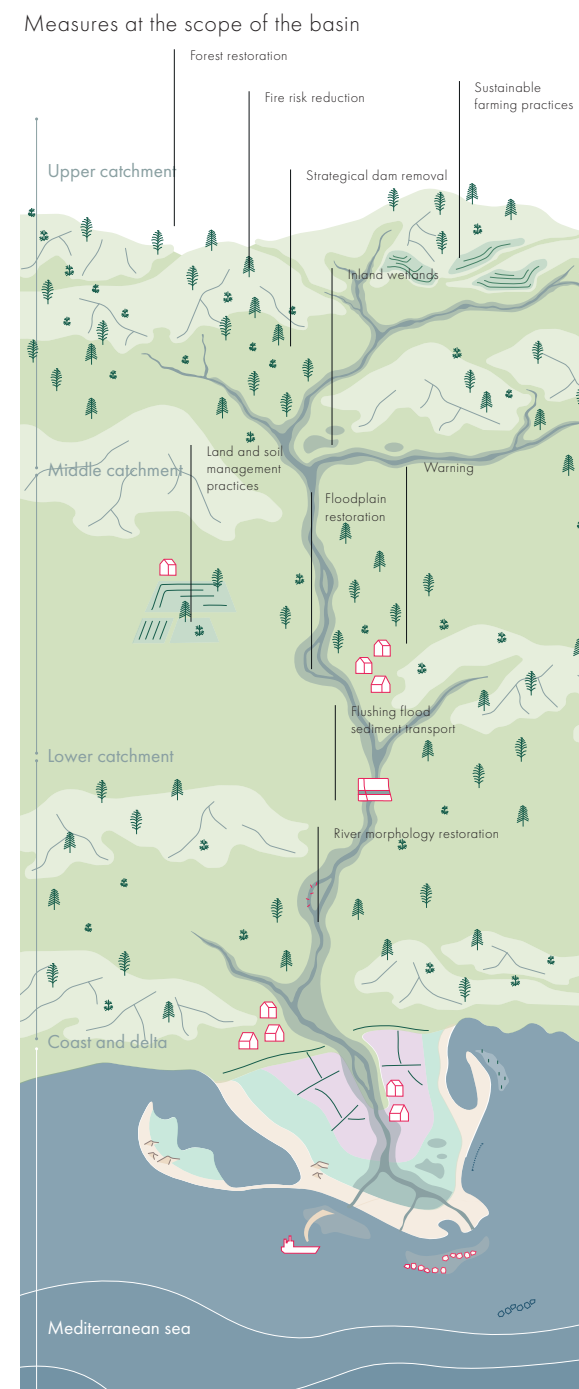 Measures at the scope of the basin
Forest restoration
Fire risk reduction
Sustainable
farming practices
Upper catchment
Strategical dam removal
Inland wetlands
Land and soil
management
practices
Middle catchment
Warning
Floodplain
restoration
Flushing flood
sediment transport
Lower catchment
River morphology restoration
Coast and delta
Mediterranean sea